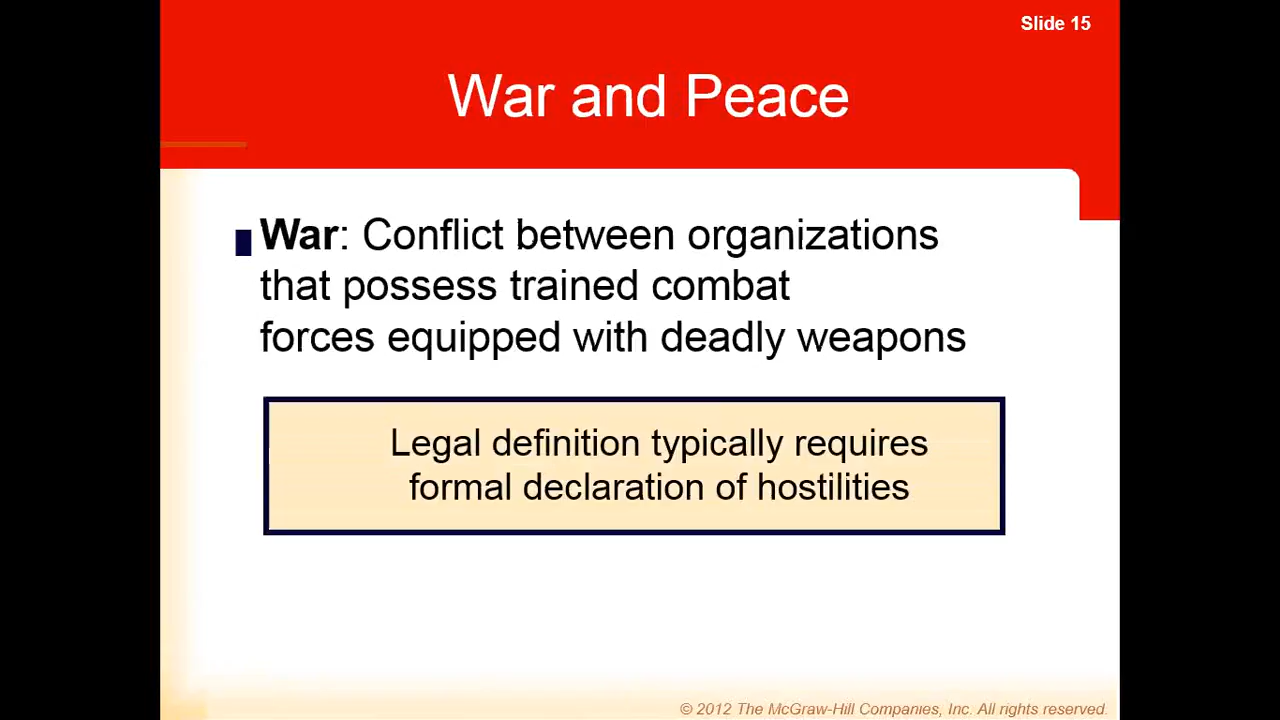 Slide 15
War and Peace
War: Conflict between organizations
that possess trained combat
forces equipped with deadly weapons
Legal definition typically requires
formal declaration of hostilities
© 2012 The McGraw-Hill Companies, Inc. All rights reserved.